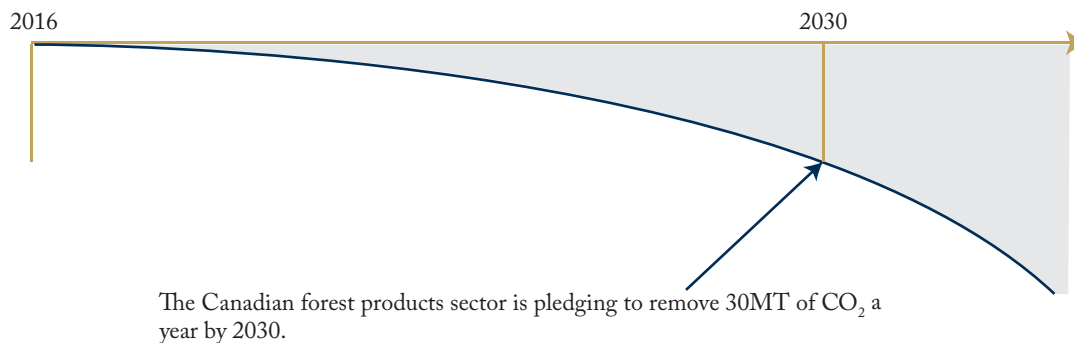 2016
2030
The Canadian forest products sector is pledging to remove 30MT of CO₂ a
year by 2030.